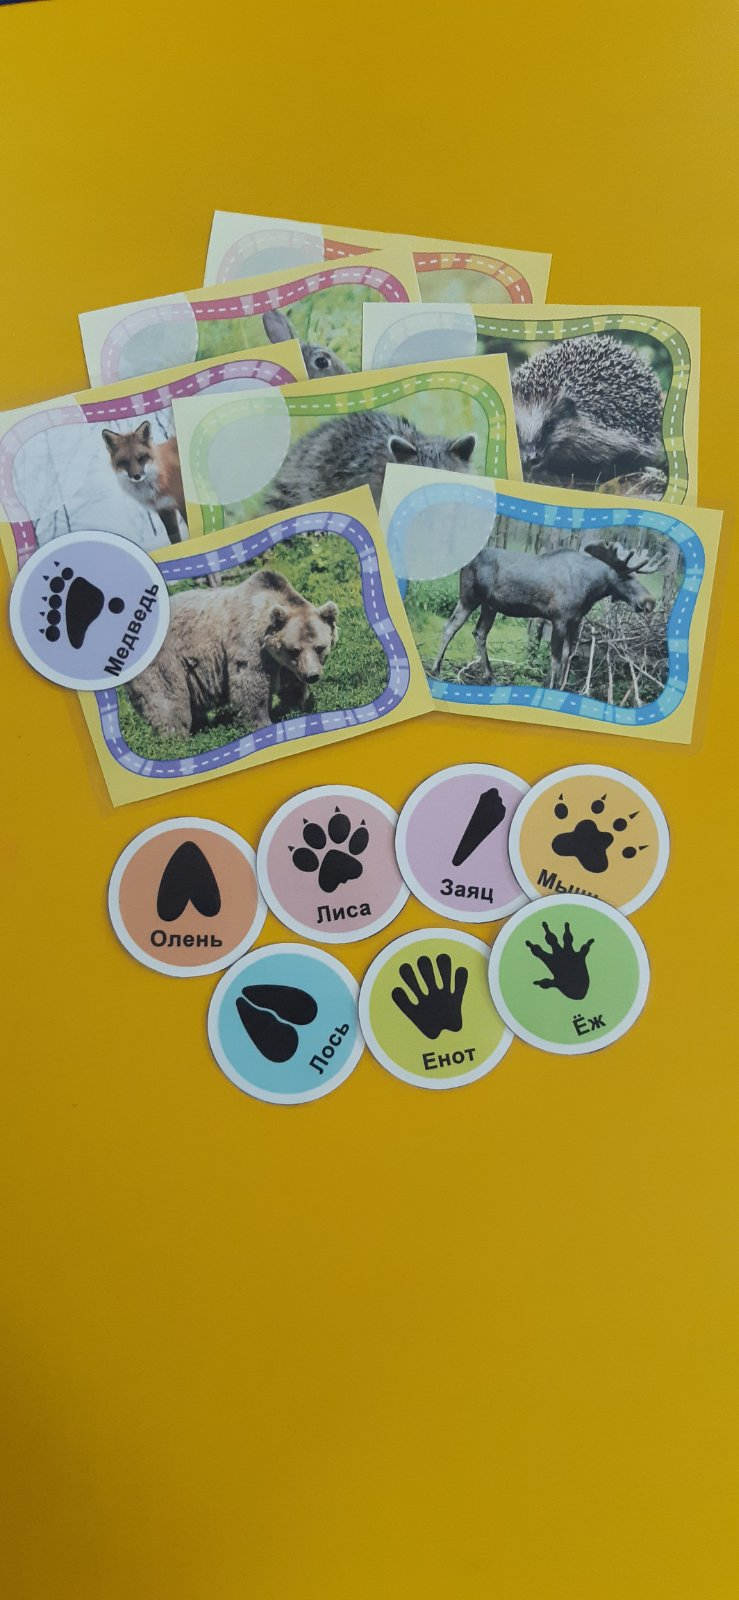 Медведь
Олень
Лиса
Заяц
Лось
Енот
Ёж